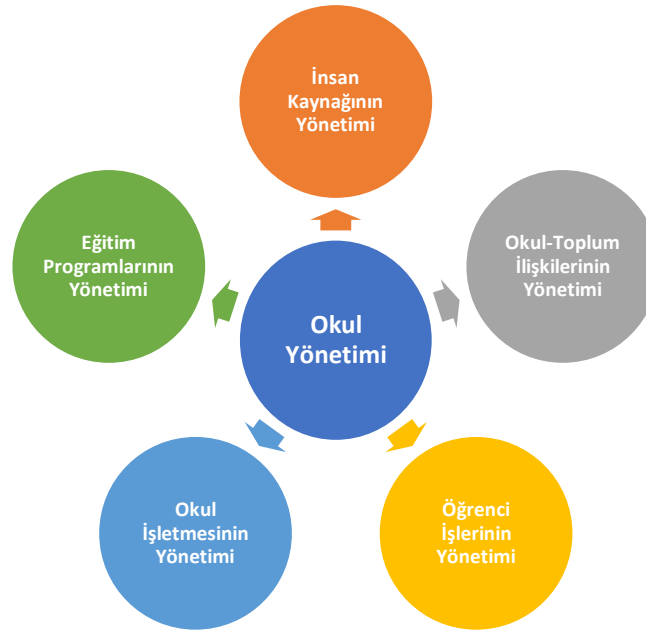 İnsan
Kaynağının
Yönetimi
Eğitim
Programlarının
Yönetimi
Okul-Toplum
İlişkilerinin
Yönetimi
Okul
Yönetimi
Okul
İşletmesinin
Yönetimi
Öğrenci
İşlerinin
Yönetimi